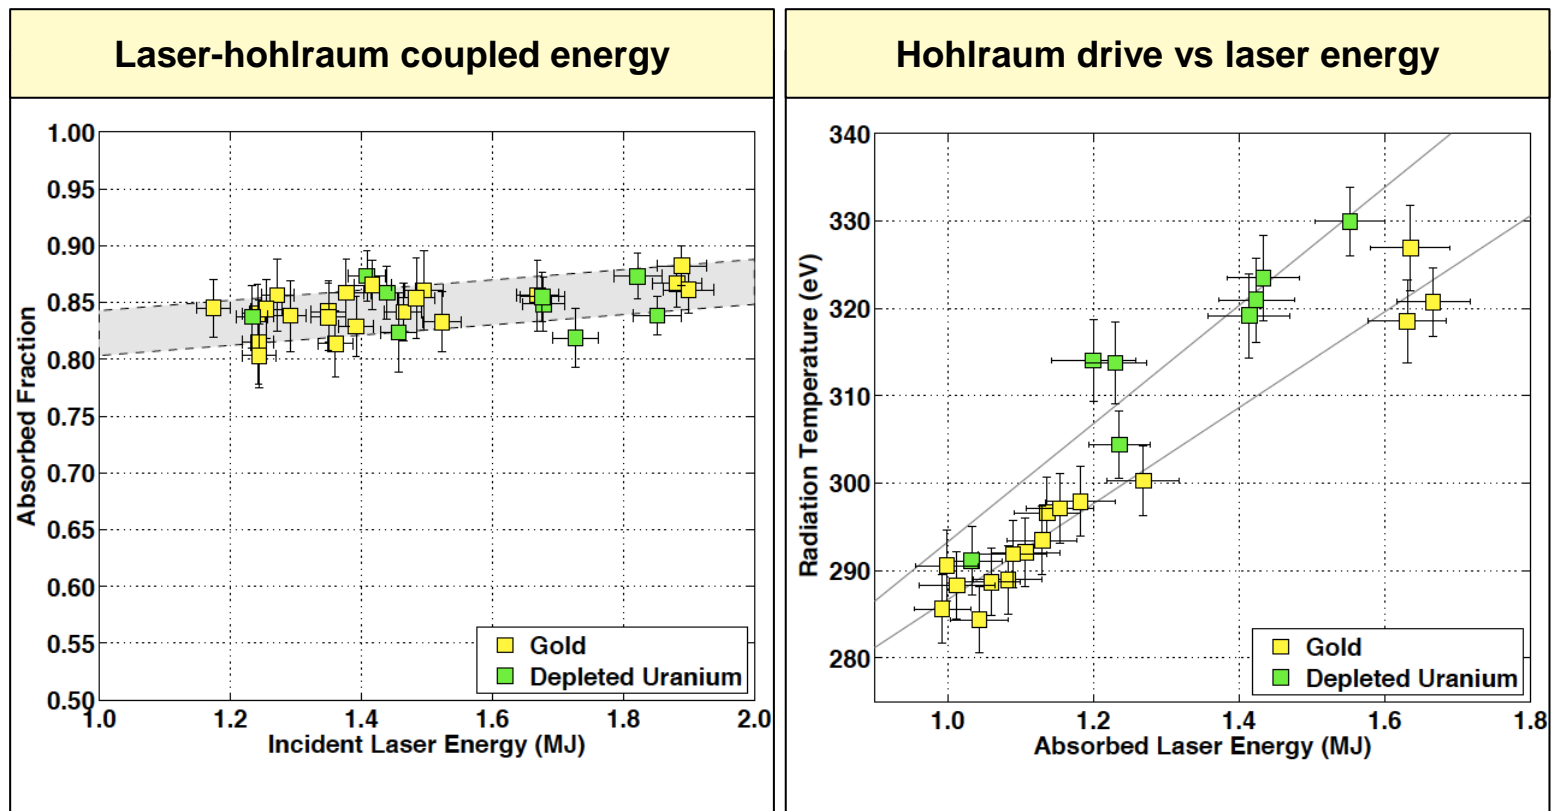 Laser-hohlraum coupled energy
1.00
0.95
0.90
0.85
0.80
0.75
0.70
0.65
0.60
0.55
0.50
Absorbed Fraction
1.0 1.2 1.4 1.6 1.8 2.0
Incident Laser Energy (MJ)
Gold
Depleted Uranium
Hohlraum drive vs laser energy
340
330
320
310
300
290
280
Radiation Temperature (eV)
1.0 1.2 1.4 1.6 1.8
Absorbed Laser Energy (MJ)
Gold
Depleted Uranium